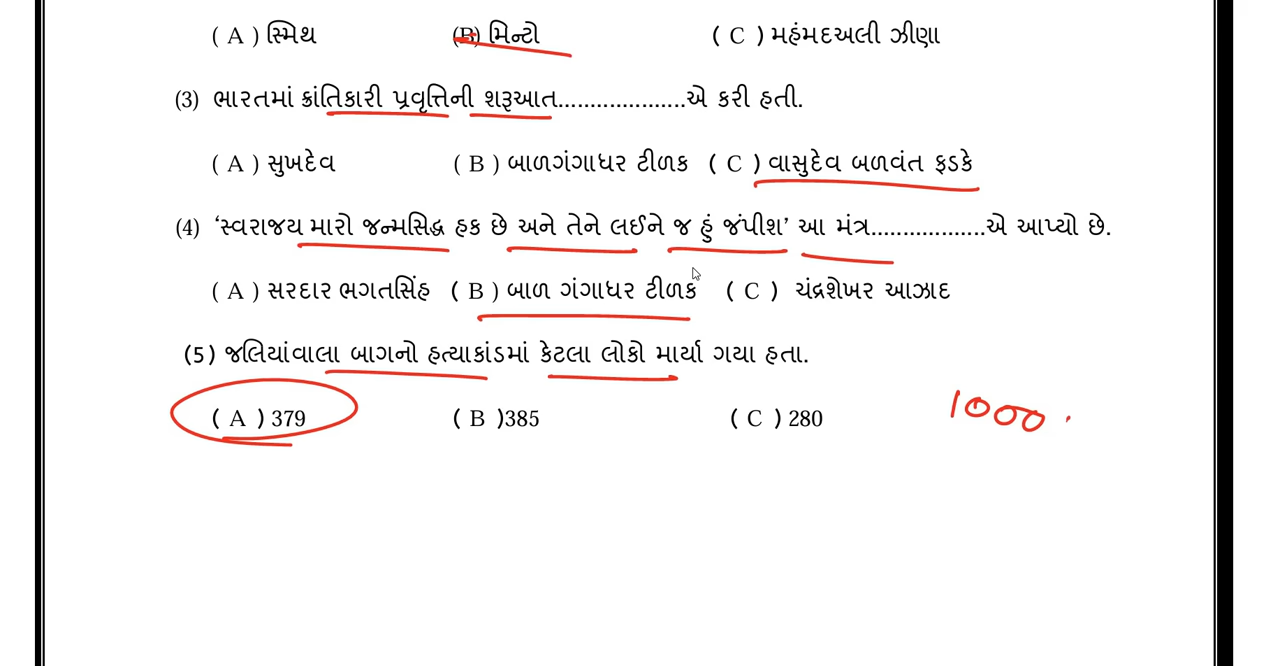 ( A ) સ્મિથ (B) મિન્ટો ( C ) મહંમદઅલી ઝીણા
(3) ભારતમાં ક્રાંતિકારી પ્રવૃત્તિની શરૂઆત....................એ કરી હતી.
( A ) સુખદેવ ( B ) બાળગંગાધર ટીળક ( C ) વાસુદેવ બળવંત ફડકે
(4) ‘સ્વરાજય મારો જન્મસિદ્ધ હક છે અને તેને લઈને જ હું જંપીશ’ આ મંત્ર..................એ આપ્યો છે.
( A ) સરદાર ભગતસિંહ ( B ) બાળ ગંગાધર ટીળક ( C ) ચંદ્રશેખર આઝાદ
(5) જલિયાંવાલા બાગનો હત્યાકાંડમાં કેટલા લોકો માર્યા ગયા હતા.
( A ) 379 ( B )385 ( C ) 280 1000.